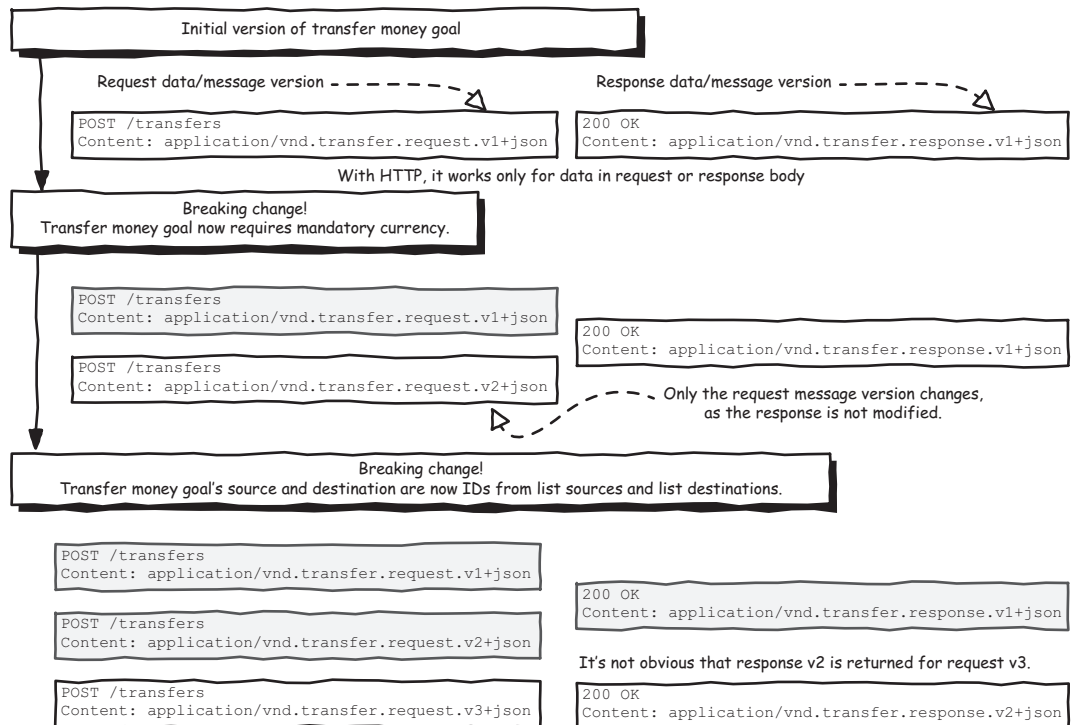 Initial version of transfer money goal
Request data/message version
Response data/message version
POST /transfers
Content: application/vnd.transfer.request.v1+json
200 OK
Content: application/vnd.transfer.response.v1+json
With HTTP, it works only for data in request or response body
Breaking change!
Transfer money goal now requires mandatory currency.
POST /transfers
Content: application/vnd.transfer.request.v1+json
200 OK
Content: application/vnd.transfer.response.v1+json
POST /transfers
Content: application/vnd.transfer.request.v2+json
Only the request message version changes,
as the response is not modified.
Breaking change!
Transfer money goal's source and destination are now IDs from list sources and list destinations.
POST /transfers
Content: application/vnd.transfer.request.v1+json
200 OK
Content: application/vnd.transfer.response.v1+json
POST /transfers
Content: application/vnd.transfer.request.v2+json
It's not obvious that response v2 is returned for request v3.
POST /transfers
Content: application/vnd.transfer.request.v3+json
200 OK
Content: application/vnd.transfer.response.v2+json